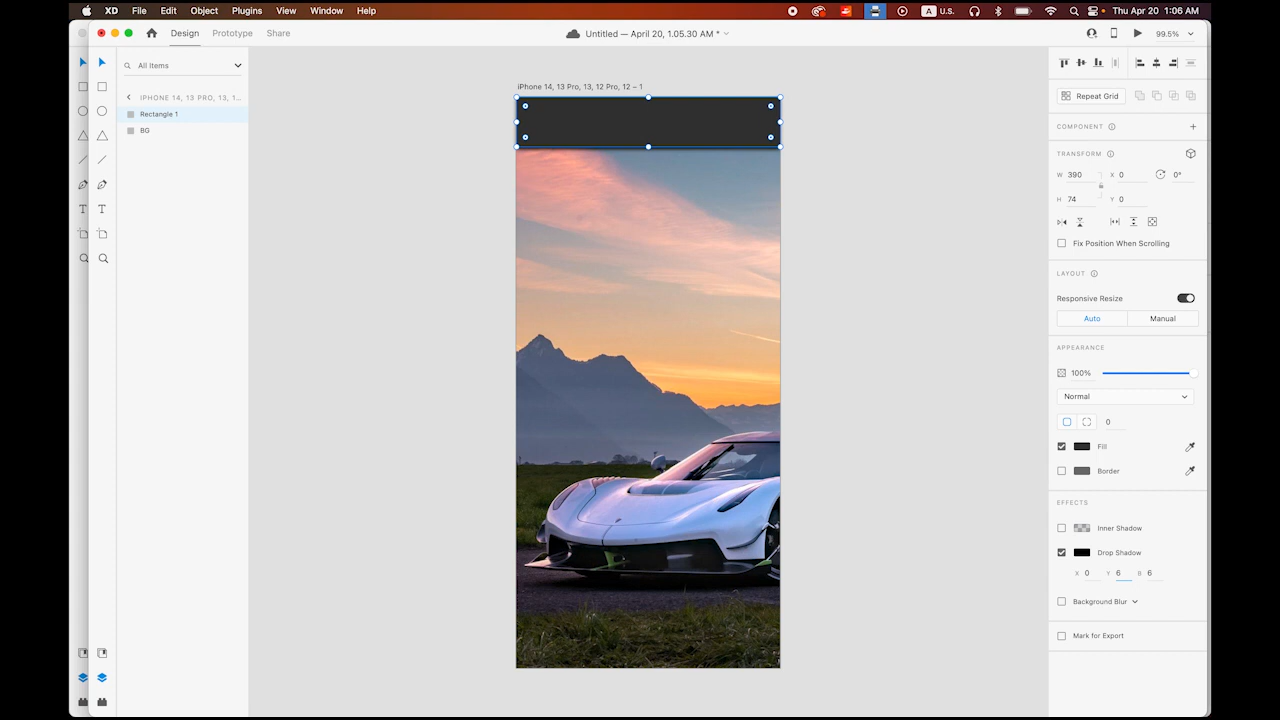 XD File Edit Object Plugins View Window Help
A U.S. Thu Apr 20 1:06 AM
Design Prototype Share
Untitled — April 20, 1.05.30 AM *
99.5%
All Items
IPHONE 14, 13 PRO, 13, 1...
Rectangle 1
BG
iPhone 14, 13 Pro, 13, 12 Pro, 12 – 1
Repeat Grid
COMPONENT
TRANSFORM
W 390 X 0 0°
H 74 Y 0
Fix Position When Scrolling
LAYOUT
Responsive Resize
Auto Manual
APPEARANCE
100%
Normal
0
Fill
Border
EFFECTS
Inner Shadow
Drop Shadow
X 0 Y 6 B 6
Background Blur
Mark for Export